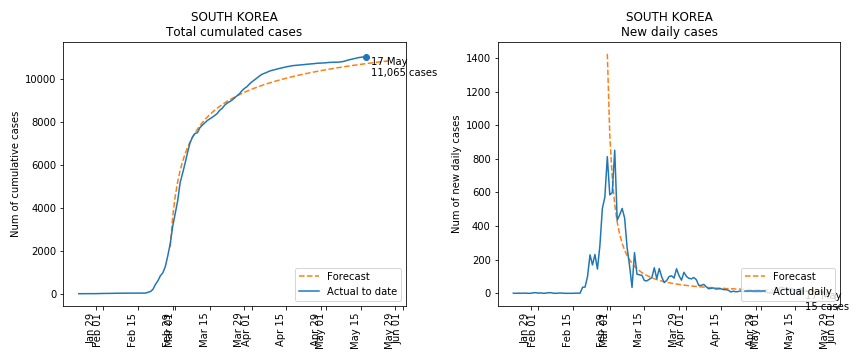 SOUTH KOREA
Total cumulated cases
Num of cumulative cases
10000
8000
6000
4000
2000
0
17 May
11,065 cases
Forecast
Actual to date
Jan 29
Feb 01
Feb 15
Feb 29
Mar 01
Mar 15
Mar 29
Apr 01
Apr 15
Apr 29
May 01
May 15
May 29
Jun 01
SOUTH KOREA
New daily cases
Num of new daily cases
1400
1200
1000
800
600
400
200
0
Forecast
Actual daily
17 May
15 cases
Jan 29
Feb 01
Feb 15
Feb 29
Mar 01
Mar 15
Mar 29
Apr 01
Apr 15
Apr 29
May 01
May 15
May 29
Jun 01